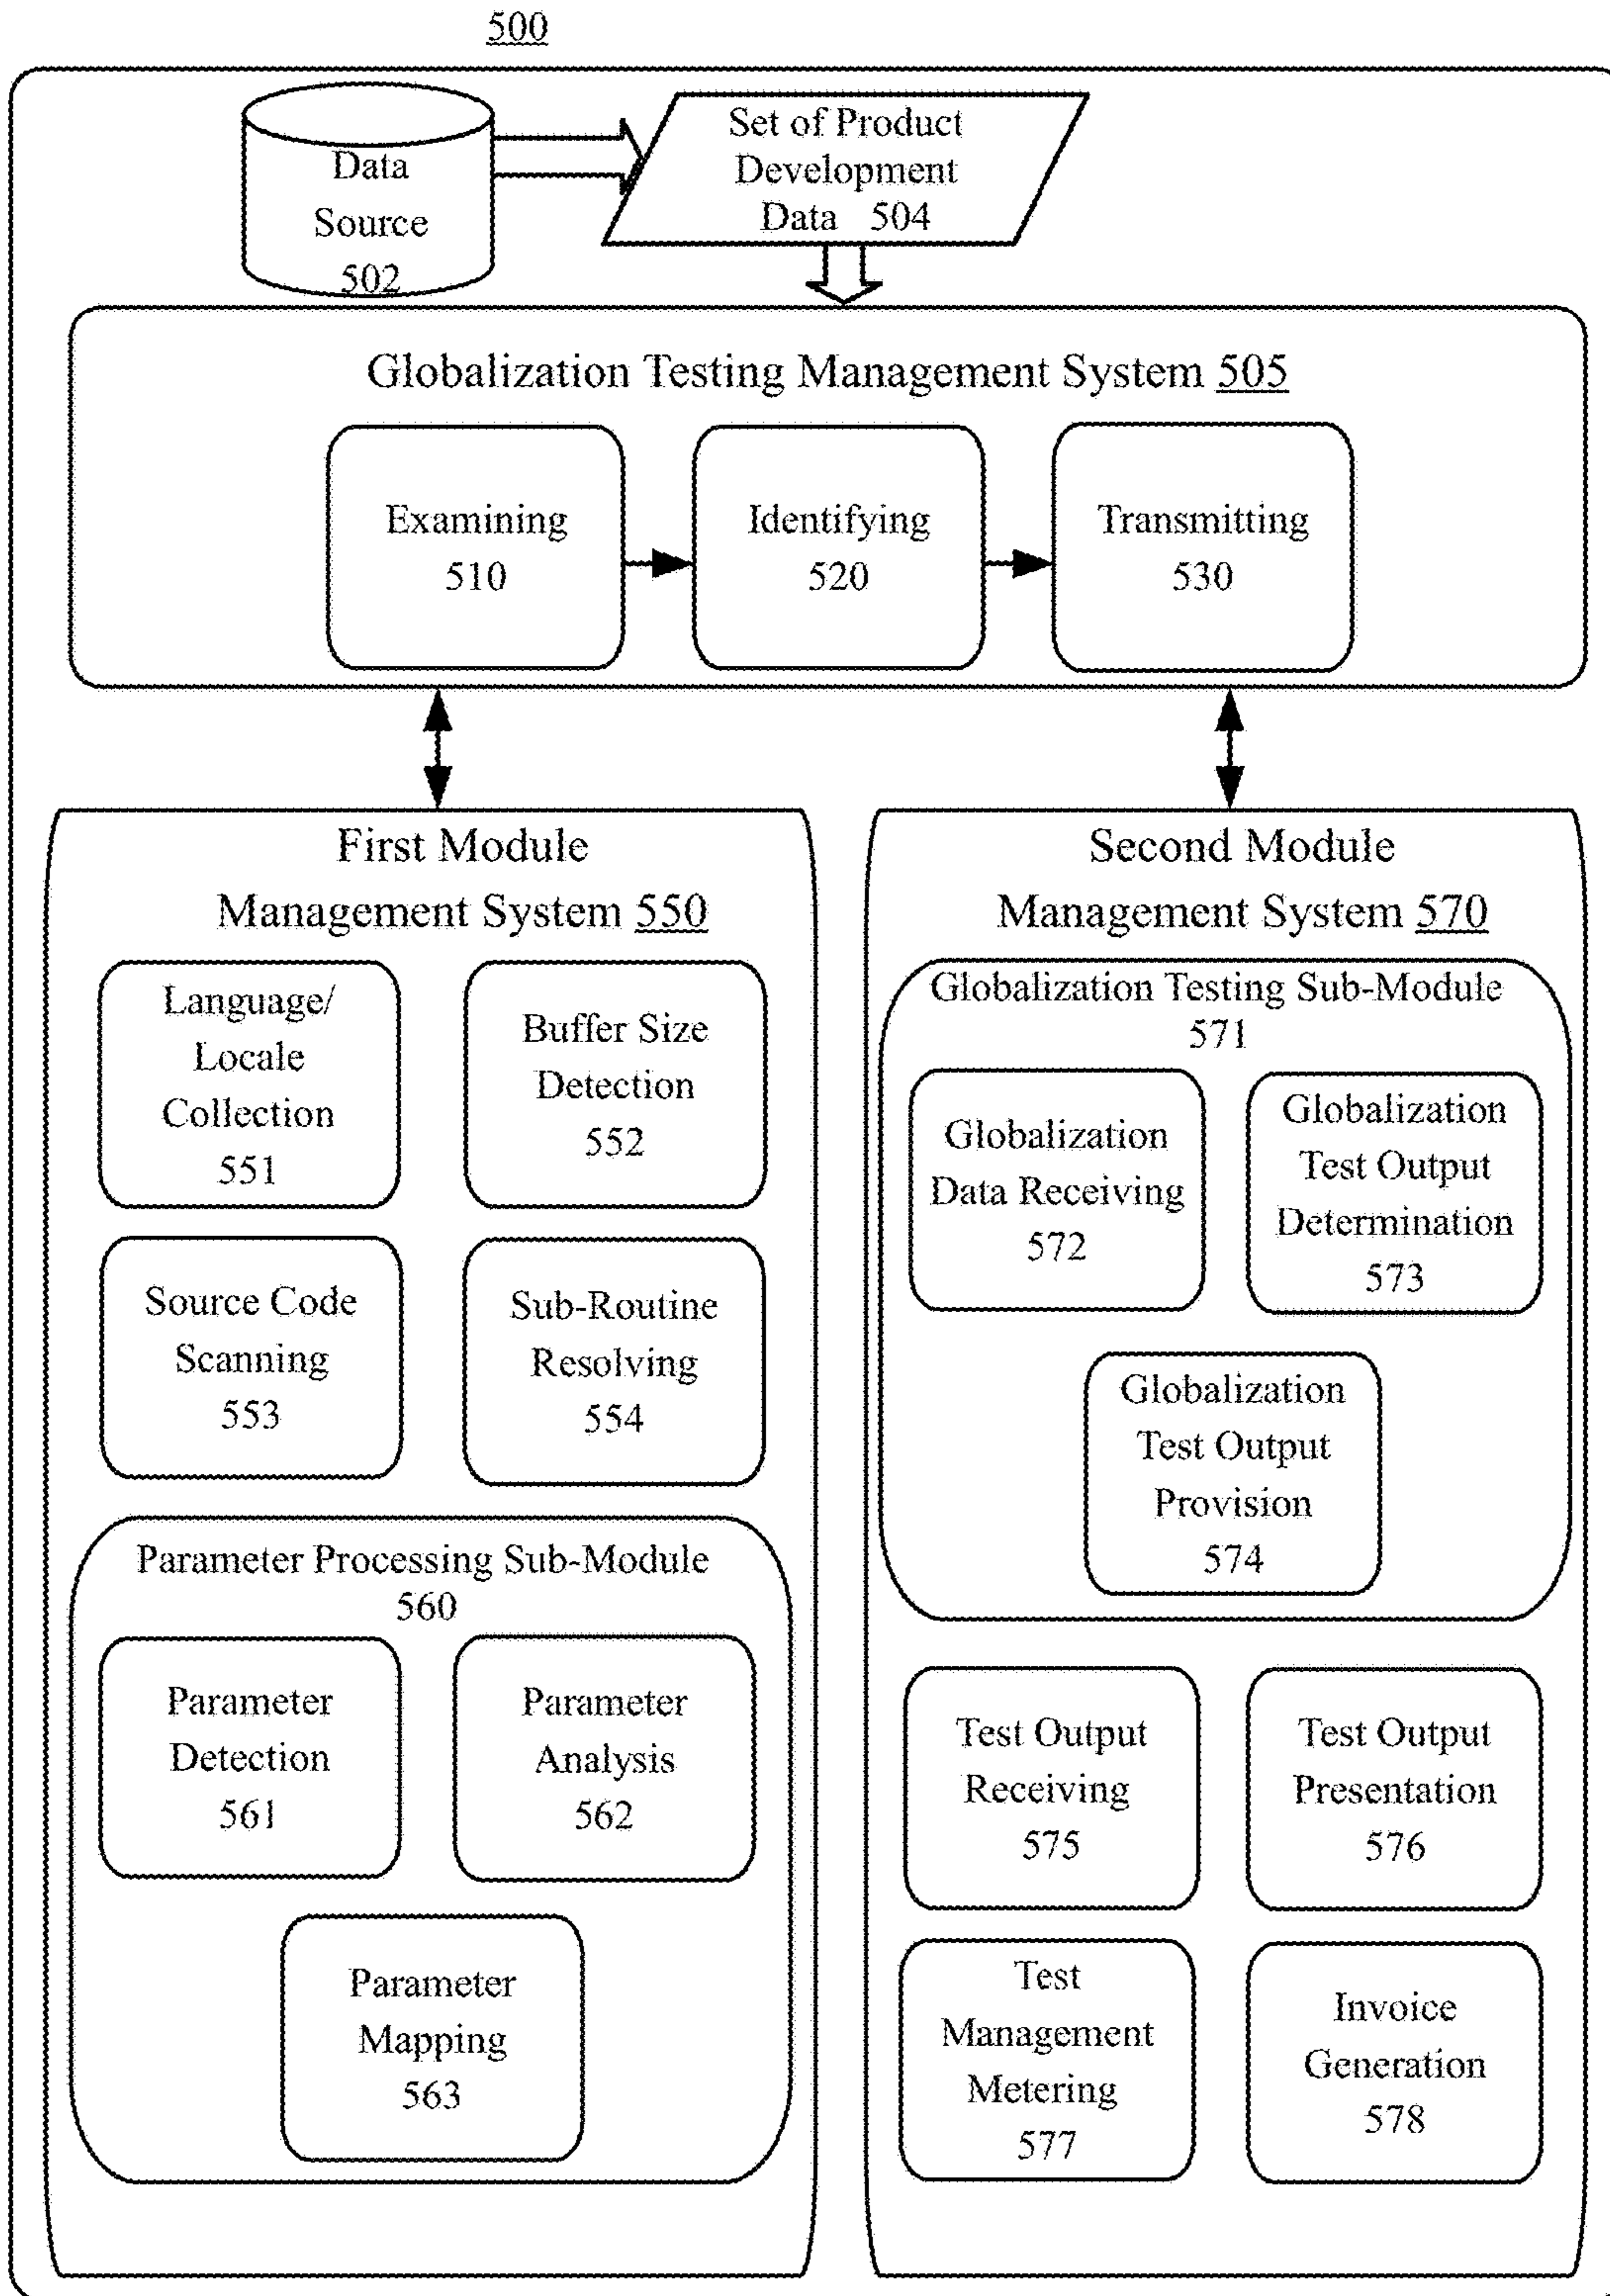 500
Data
Source
502
Set of Product
Development
Data 504
Globalization Testing Management System 505
Examining
510
Identifying
520
Transmitting
530
First Module
Management System 550
Language/
Locale
Collection
551
Buffer Size
Detection
552
Source Code
Scanning
553
Sub-Routine
Resolving
554
Parameter Processing Sub-Module
560
Parameter
Detection
561
Parameter
Analysis
562
Parameter
Mapping
563
Second Module
Management System 570
Globalization Testing Sub-Module
571
Globalization
Data Receiving
572
Globalization
Test Output
Determination
573
Globalization
Test Output
Provision
574
Test Output
Receiving
575
Test Output
Presentation
576
Test
Management
Metering
577
Invoice
Generation
578